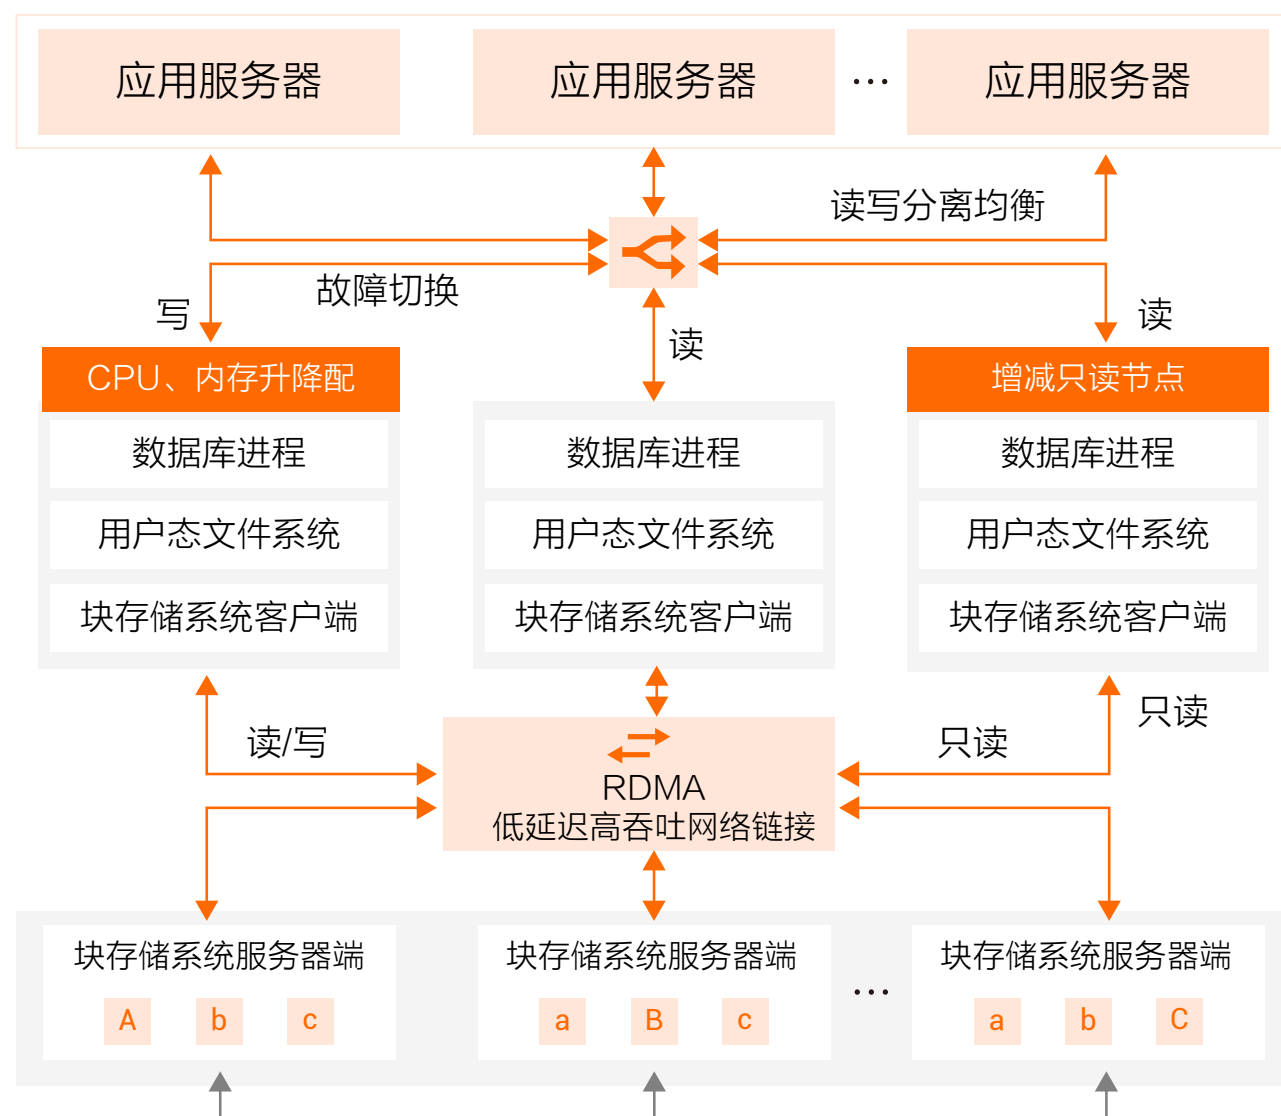 应用服务器
应用服务器
...
应用服务器
读写分离均衡
故障切换
写
读
读
CPU、内存升降配
增减只读节点
数据库进程
数据库进程
数据库进程
用户态文件系统
用户态文件系统
用户态文件系统
块存储系统客户端
块存储系统客户端
块存储系统客户端
只读
读/写
只读
RDMA
低延迟高吞吐网络链接
块存储系统服务器端
块存储系统服务器端
块存储系统服务器端
...
A b c
a B c
a b C